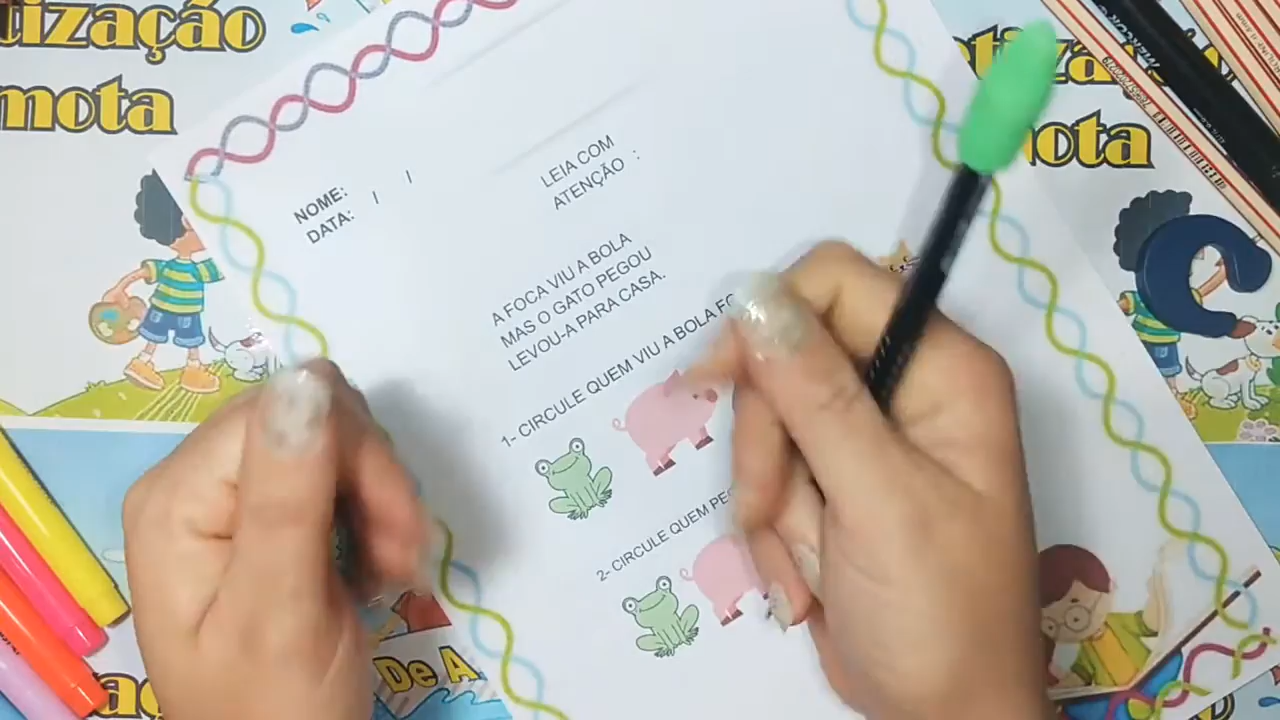 tização
mota
NOME:
DATA: / /
LEIA COM
ATENÇÃO :
A FOCA VIU A BOLA
MAS O GATO PEGOU
LEVOU-A PARA CASA.
1- CIRCULE QUEM VIU A BOLA
2- CIRCULE QUEM
De A